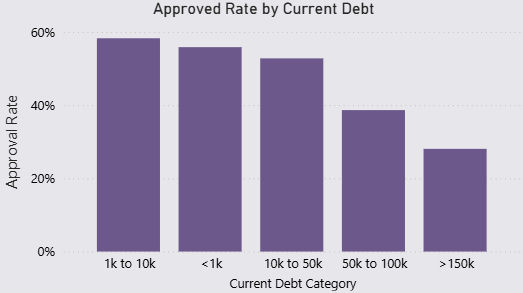 Approved Rate by Current Debt
60%
40%
20%
0%
Approval Rate
1k to 10k
<1k
10k to 50k
50k to 100k
>150k
Current Debt Category